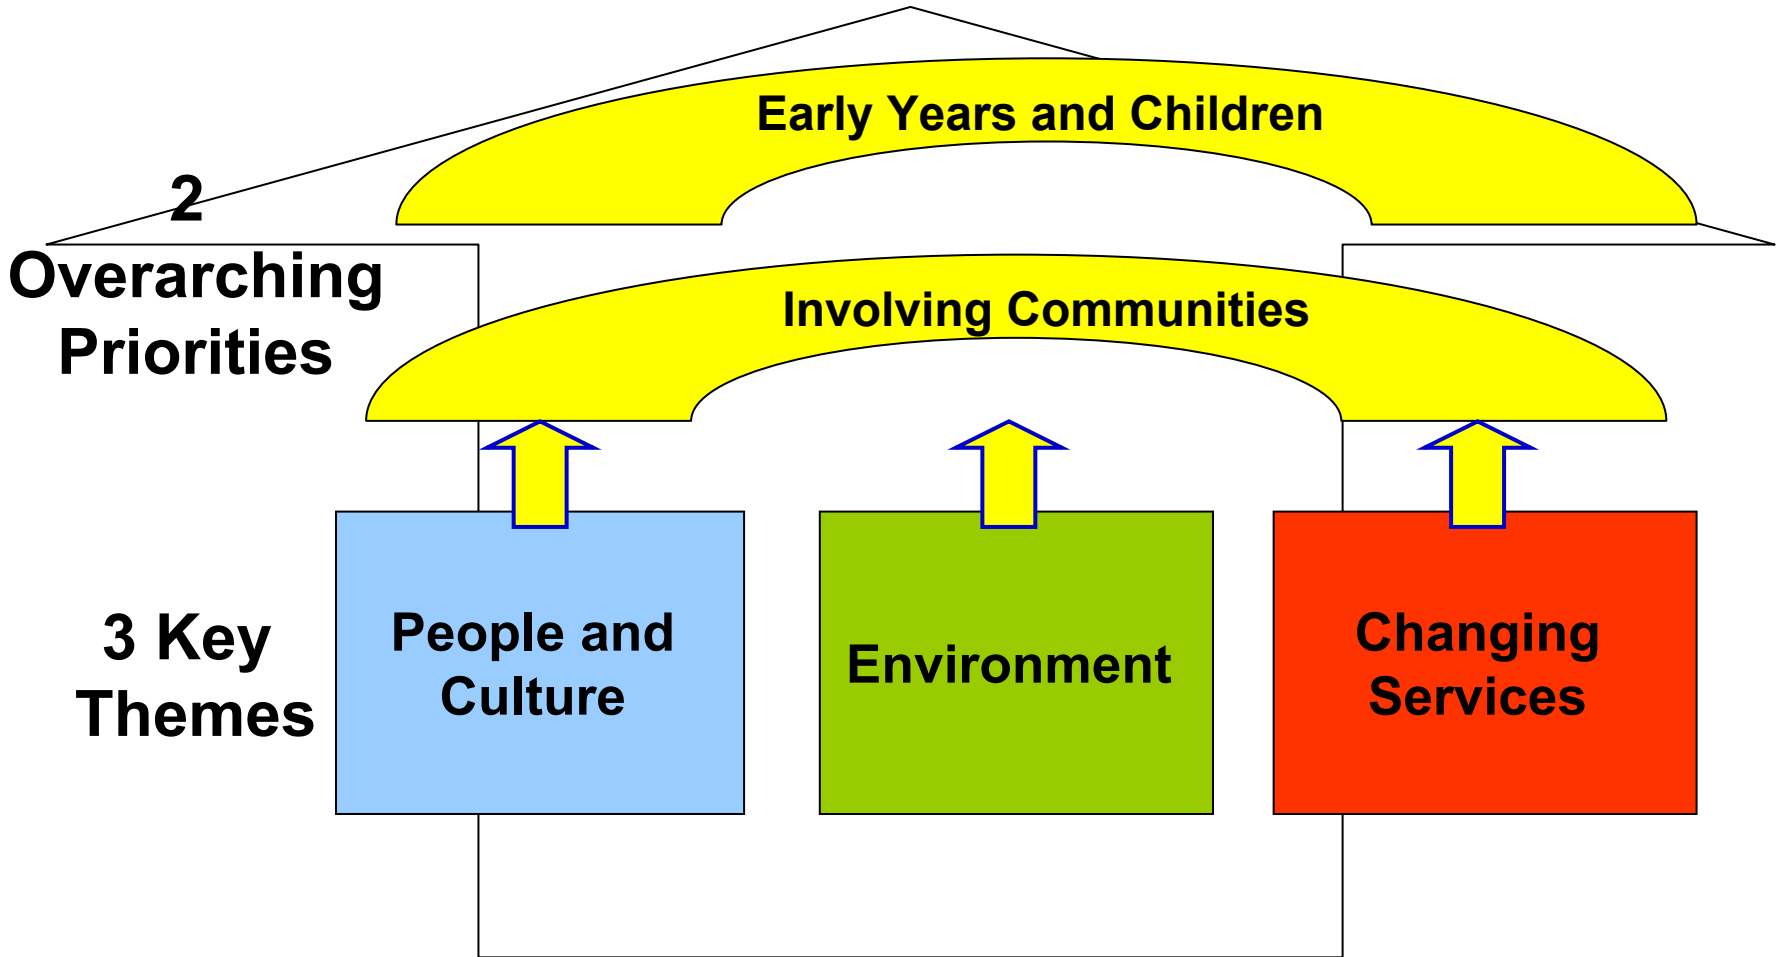 Early Years and Children
2
Overarching
Priorities
Involving Communities
3 Key
Themes
People and
Culture
Environment
Changing
Services